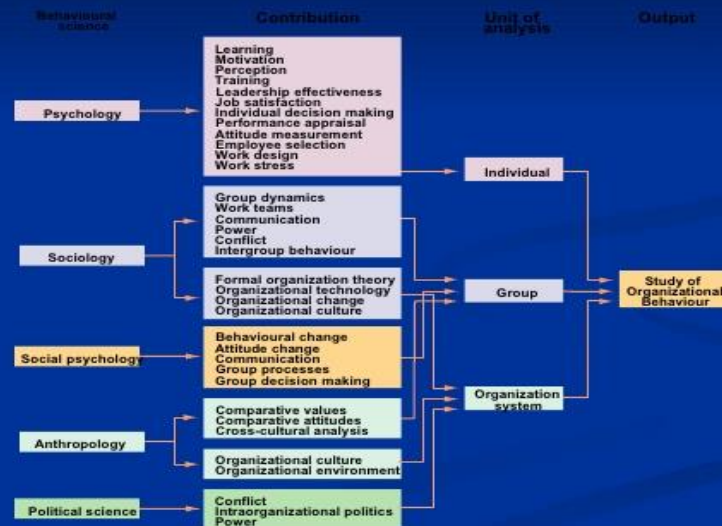 Behavioural
science
Contribution
Unit of
analysis
Output
Psychology
Learning
Motivation
Perception
Training
Leadership effectiveness
Job satisfaction
Individual decision making
Performance appraisal
Attitude measurement
Employee selection
Work design
Work stress
Individual
Sociology
Group dynamics
Work teams
Communication
Power
Conflict
Intergroup behaviour
Formal organization theory
Organizational technology
Organizational change
Organizational culture
Group
Study of
Organizational
Behaviour
Social psychology
Behavioural change
Attitude change
Communication
Group processes
Group decision making
Organization
system
Anthropology
Comparative values
Comparative attitudes
Cross-cultural analysis
Organizational culture
Organizational environment
Political science
Conflict
Intraorganizational politics
Power